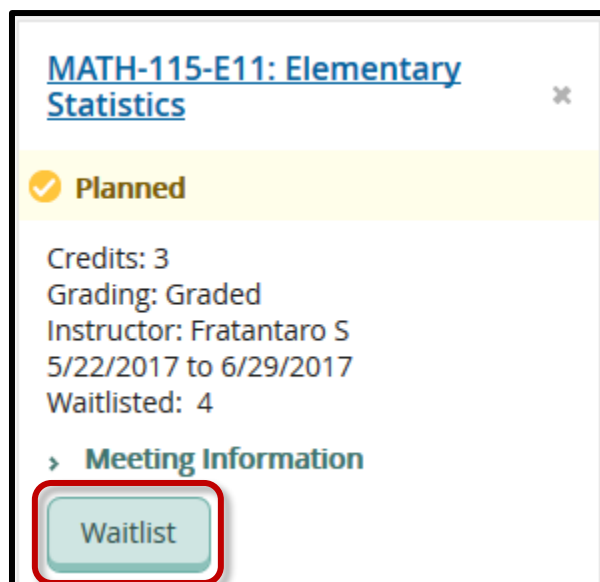 MATH-115-E11: Elementary
Statistics
Planned
Credits: 3
Grading: Graded
Instructor: Fratantaro S
5/22/2017 to 6/29/2017
Waitlisted: 4
Meeting Information
Waitlist